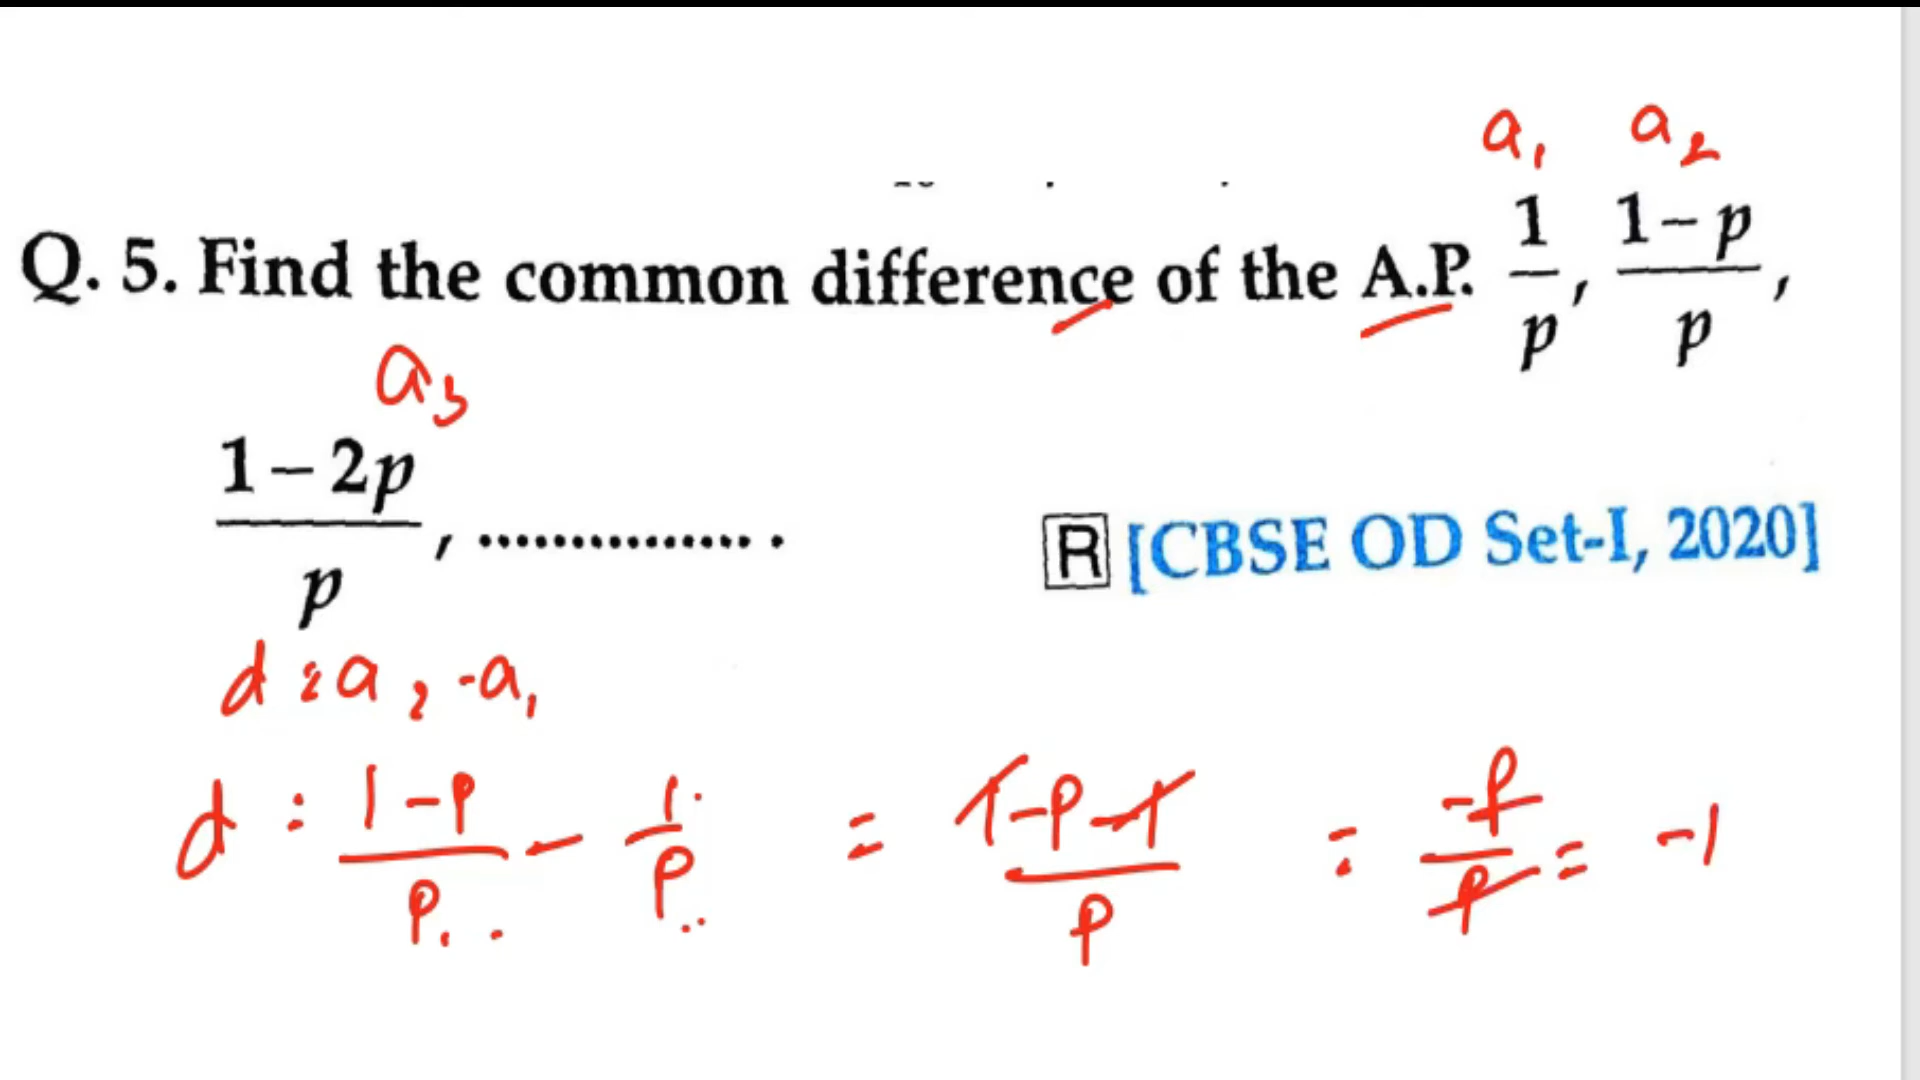 a₁ a₂
Q. 5. Find the common difference of the A.P. 1/p, (1-p)/p,
a₃
(1-2p)/p, ................ .
R [CBSE OD Set-I, 2020]
d = a₂ - a₁
d = (1-p)/p - 1/p = (1-p-1)/p = -p/p = -1